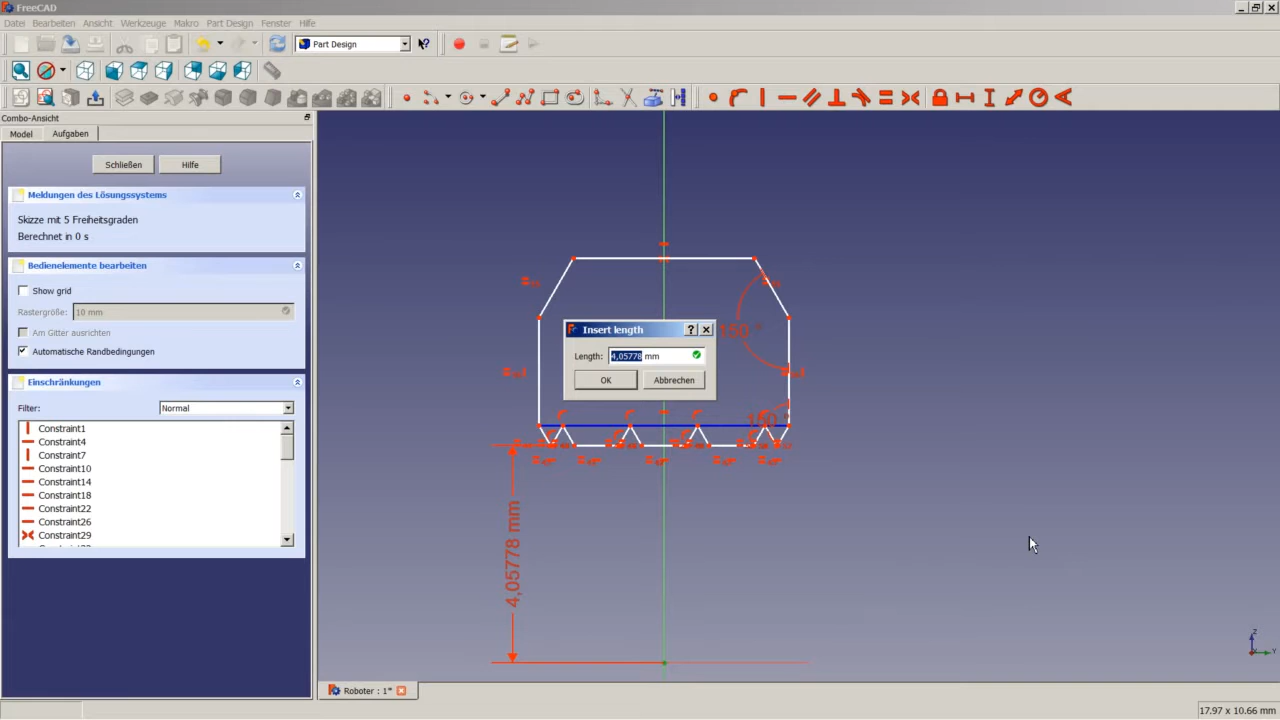 FreeCAD
Datei Bearbeiten Ansicht Werkzeuge Makro Part Design Fenster Hilfe
Part Design
Combo-Ansicht
Model Aufgaben
Schließen Hilfe
Meldungen des Lösungssystems
Skizze mit 5 Freiheitsgraden
Berechnet in 0 s
Bedienelemente bearbeiten
Show grid
Rastergröße: 10 mm
Am Gitter ausrichten
Automatische Randbedingungen
Einschränkungen
Filter: Normal
Constraint1
Constraint4
Constraint7
Constraint10
Constraint14
Constraint18
Constraint22
Constraint26
Constraint29
Insert length
Length: 4,05778 mm
OK Abbrechen
150 °
150 °
4,05778 mm
Z
Y
Roboter : 1*
17.97 x 10.66 mm